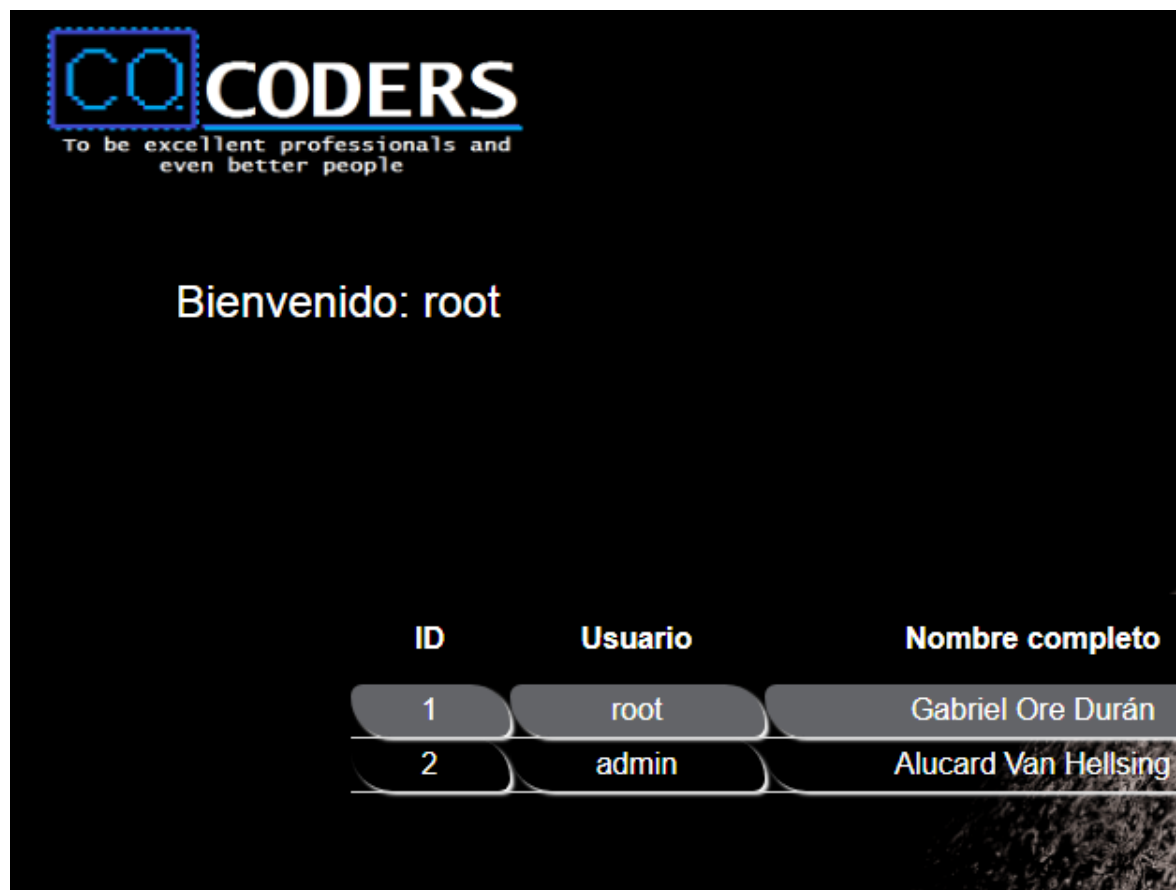 CQ CODERS
To be excellent professionals and
even better people
Bienvenido: root
ID Usuario Nombre completo
1 root Gabriel Ore Durán
2 admin Alucard Van Hellsing